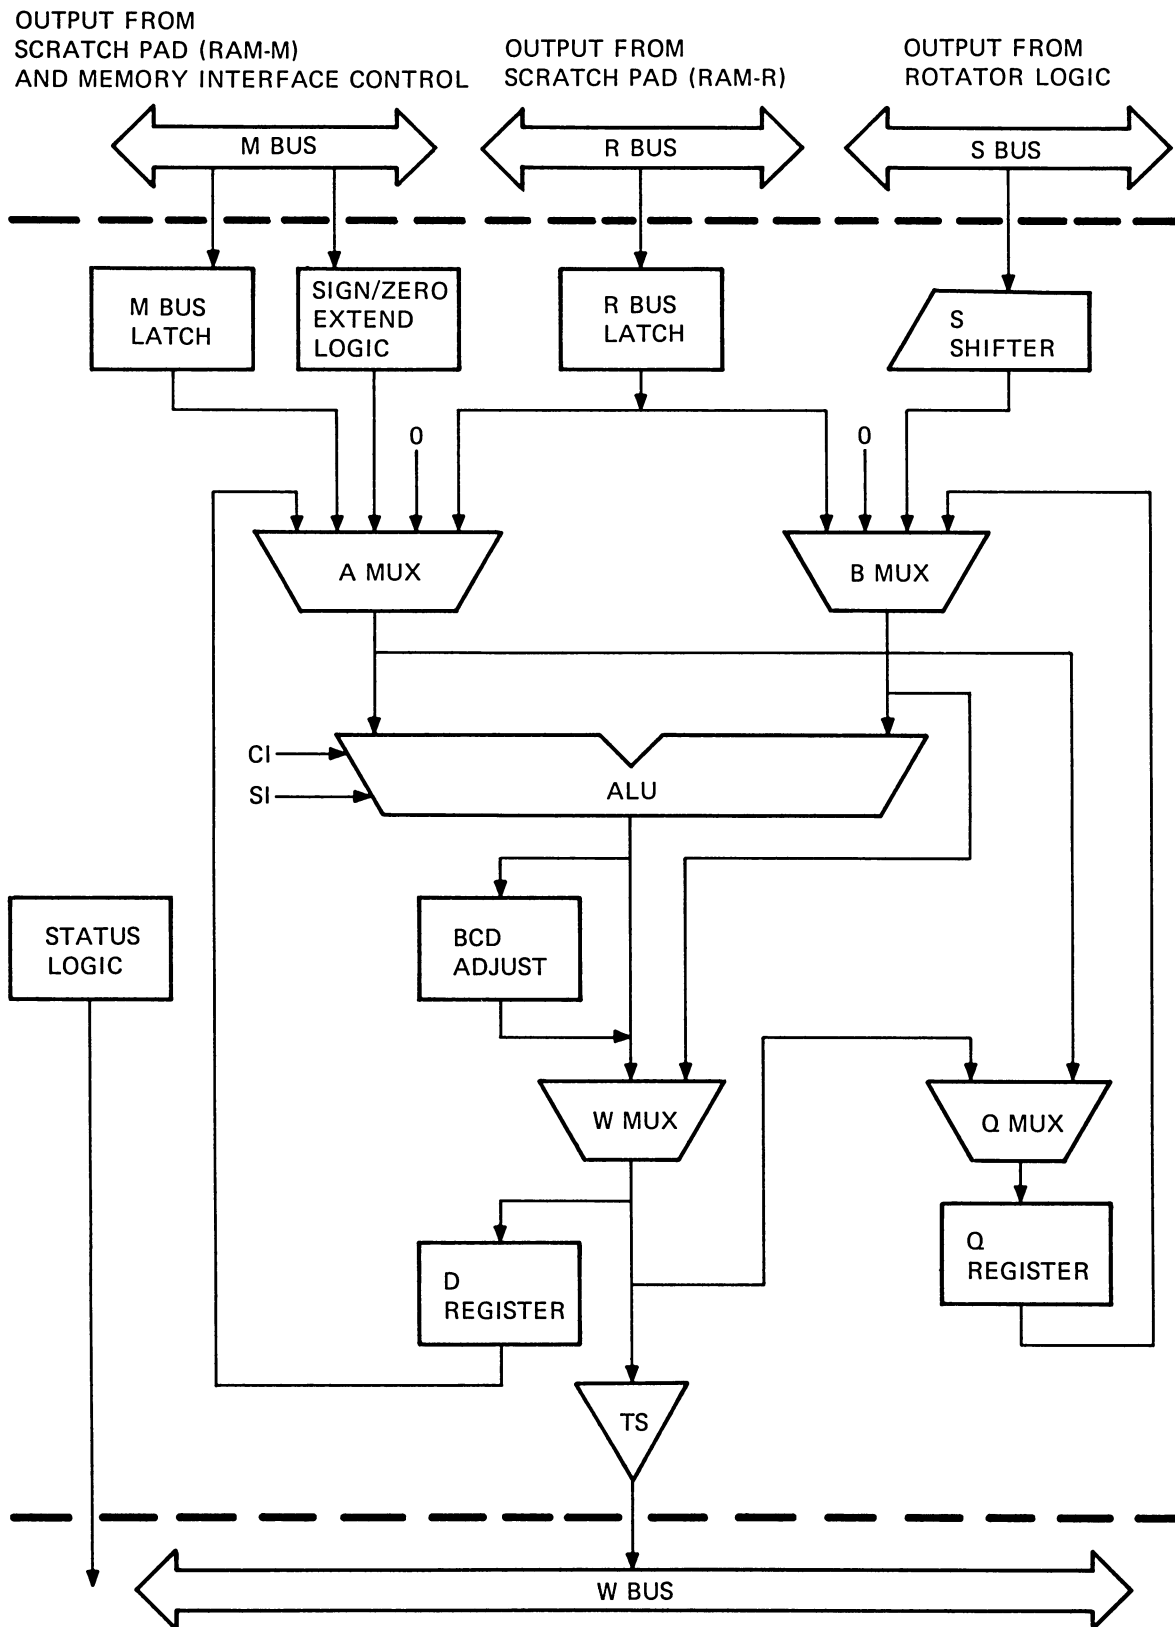 OUTPUT FROM
SCRATCH PAD (RAM-M)
AND MEMORY INTERFACE CONTROL
OUTPUT FROM
SCRATCH PAD (RAM-R)
OUTPUT FROM
ROTATOR LOGIC
M BUS
R BUS
S BUS
M BUS
LATCH
SIGN/ZERO
EXTEND
LOGIC
R BUS
LATCH
S
SHIFTER
0
0
A MUX
B MUX
CI
SI
ALU
STATUS
LOGIC
BCD
ADJUST
W MUX
Q MUX
D
REGISTER
Q
REGISTER
TS
W BUS